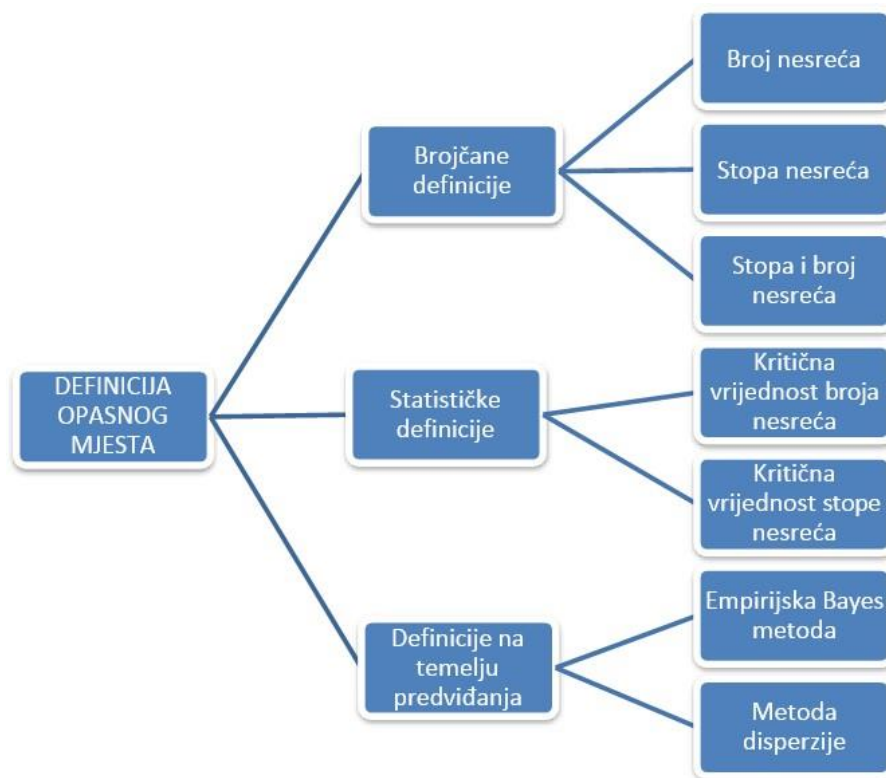 DEFINICIJA
OPASNOG
MJESTA
Brojčane
definicije
Broj nesreća
Stopa nesreća
Stopa i broj
nesreća
Statističke
definicije
Kritična
vrijednost broja
nesreća
Kritična
vrijednost stope
nesreća
Definicije na
temelju
predviđanja
Empirijska Bayes
metoda
Metoda
disperzije